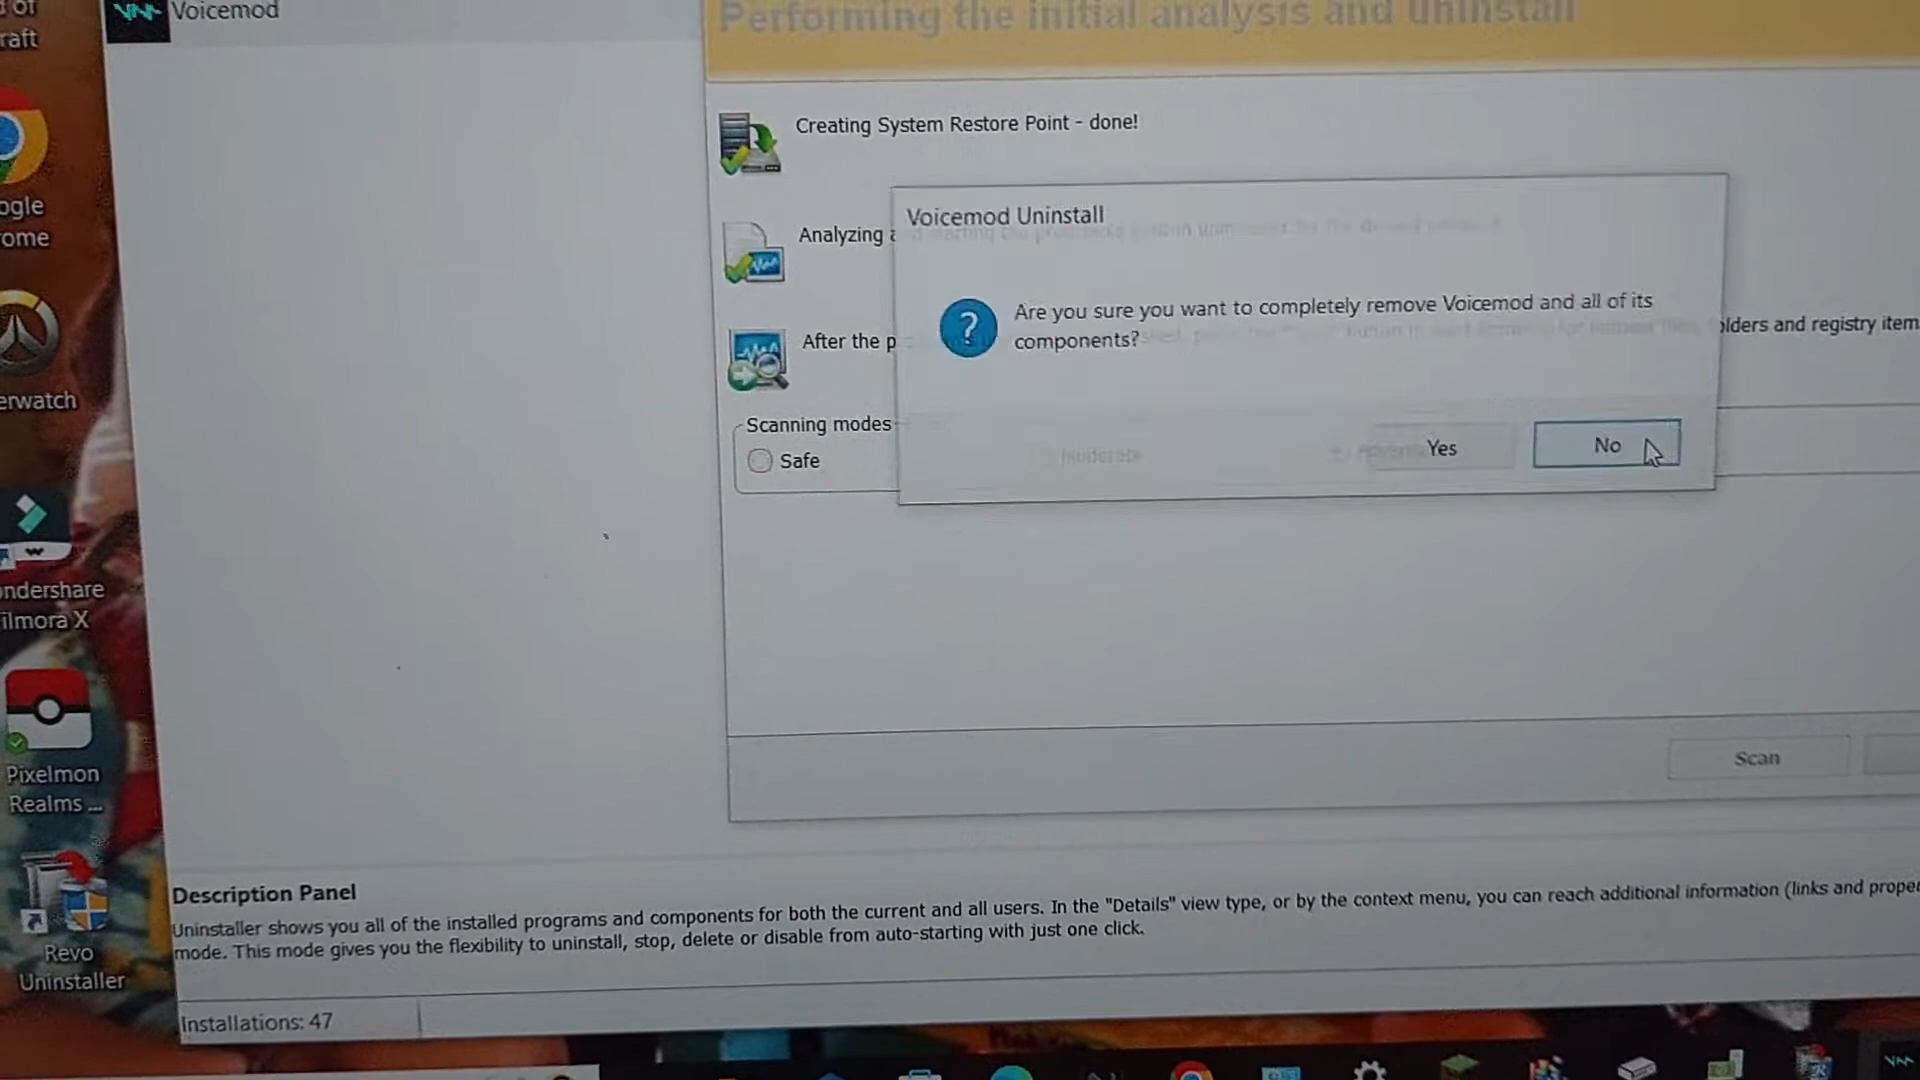 of
raft
Voicemod
Performing the initial analysis and uninstall
Creating System Restore Point - done!
ogle
ome
Voicemod Uninstall
Analyzing a
Are you sure you want to completely remove Voicemod and all of its
components?
After the p
olders and registry item
erwatch
Scanning modes
Safe
Moderate
Yes
No
ondershare
ilmora X
Scan
Pixelmon
Realms ...
Description Panel
Uninstaller shows you all of the installed programs and components for both the current and all users. In the "Details" view type, or by the context menu, you can reach additional information (links and proper
mode. This mode gives you the flexibility to uninstall, stop, delete or disable from auto-starting with just one click.
Revo
Uninstaller
Installations: 47